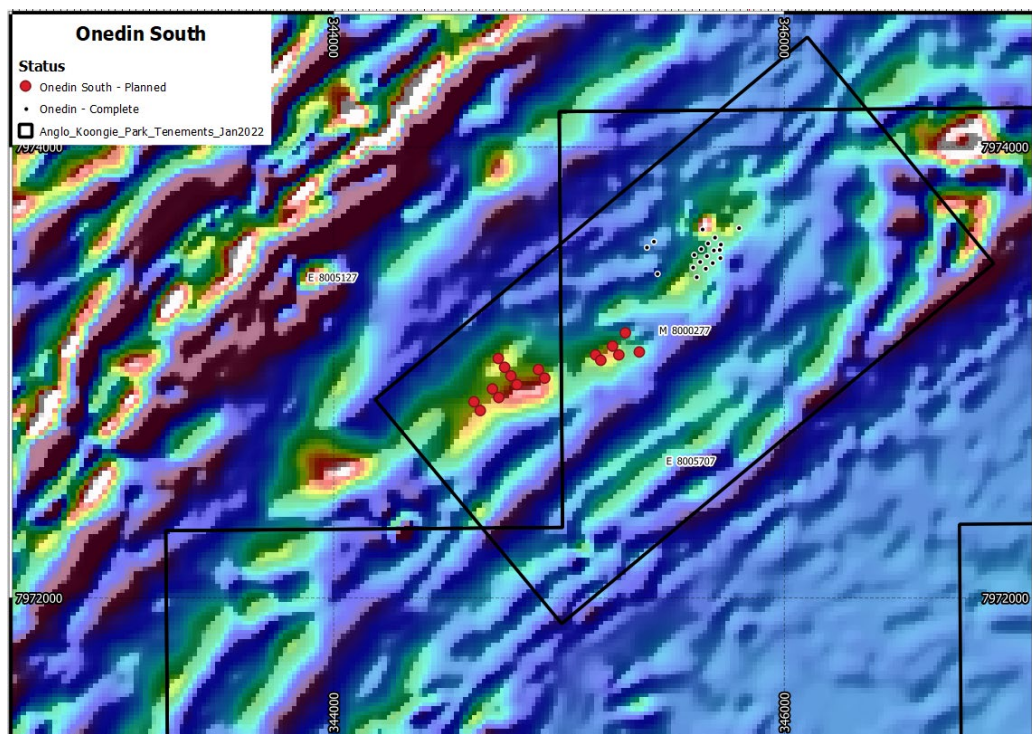 Onedin South
Status
Onedin South - Planned
Onedin - Complete
Anglo_Koongie_Park_Tenements_Jan2022
344000
346000
7974000
7974000
E 8005127
M 8000277
E 8005707
7972000
7972000
344000
346000